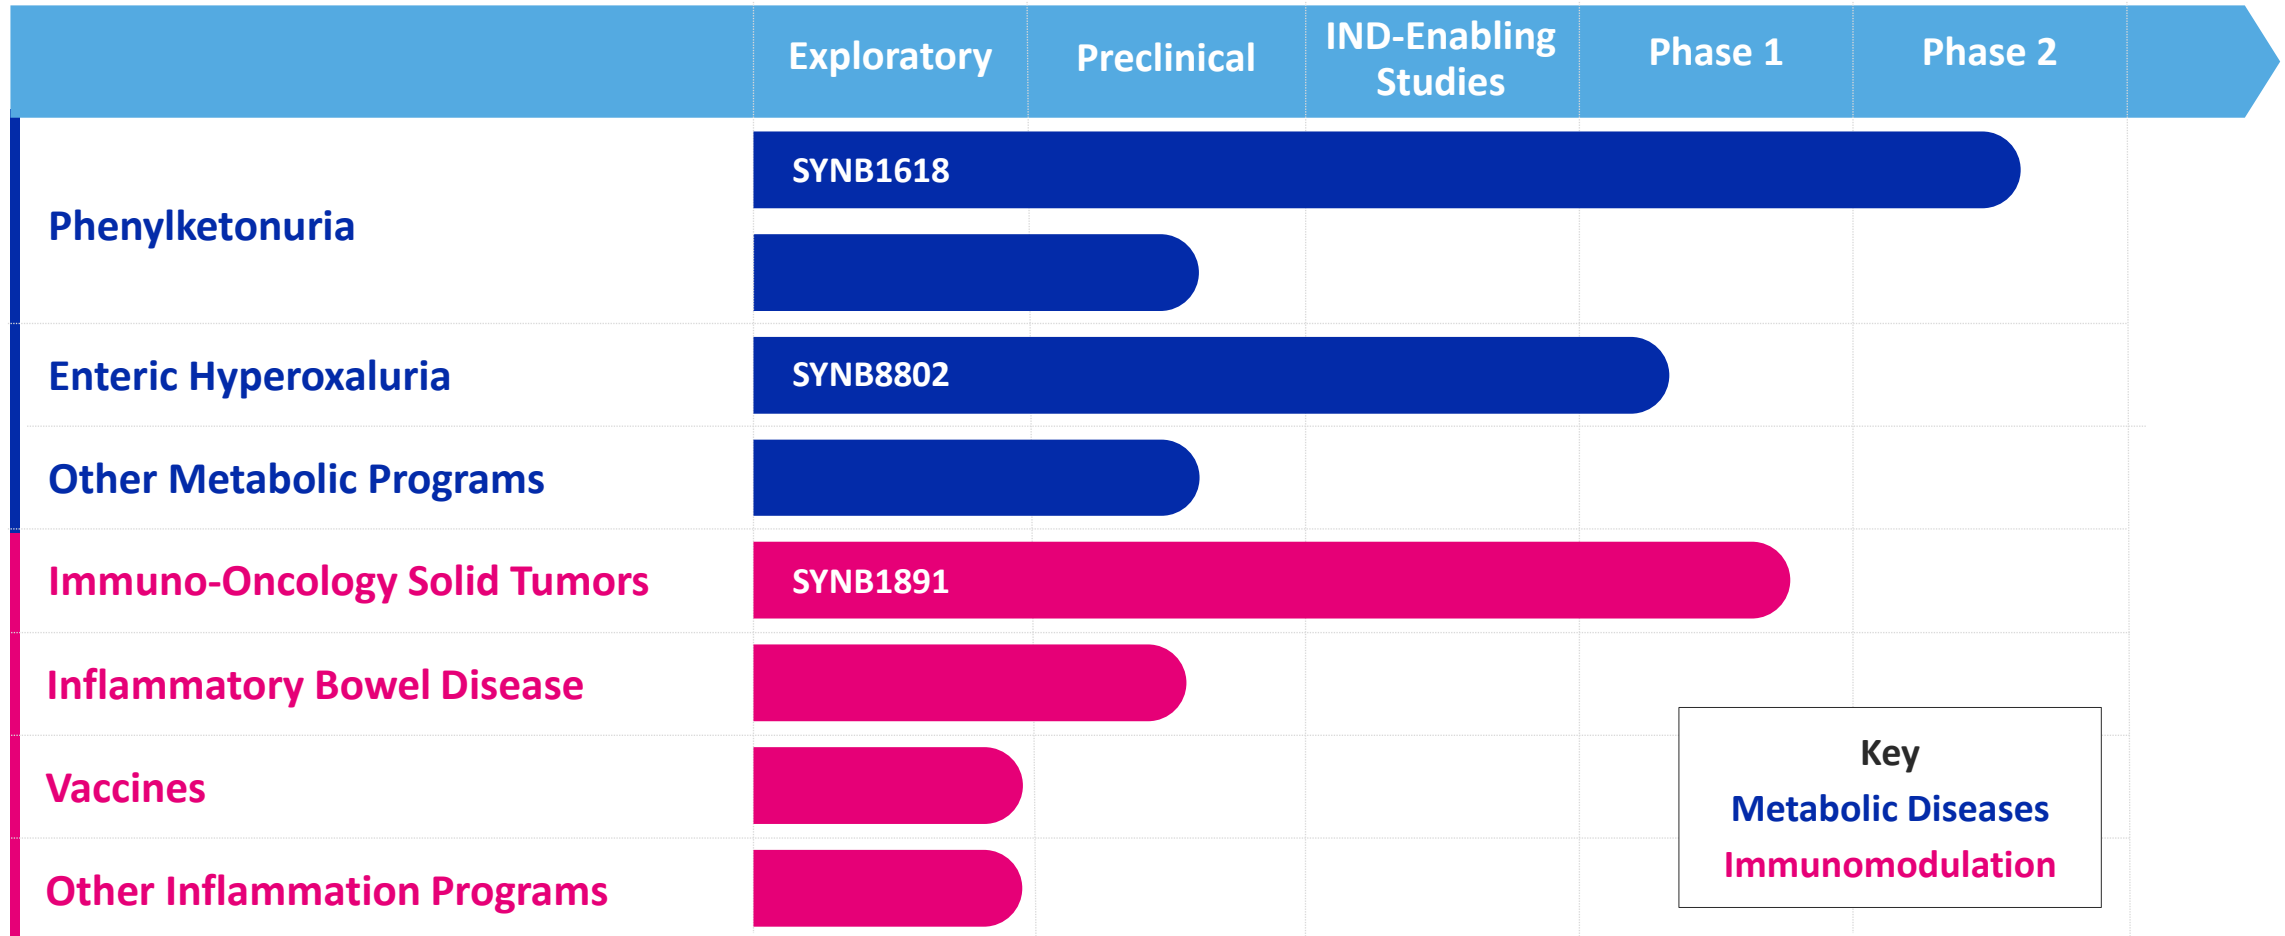 Exploratory
Preclinical
IND-Enabling
Studies
Phase 1
Phase 2
Phenylketonuria
SYNB1618
Enteric Hyperoxaluria
SYNB8802
Other Metabolic Programs
Immuno-Oncology Solid Tumors
SYNB1891
Inflammatory Bowel Disease
Vaccines
Other Inflammation Programs
Key
Metabolic Diseases
Immunomodulation